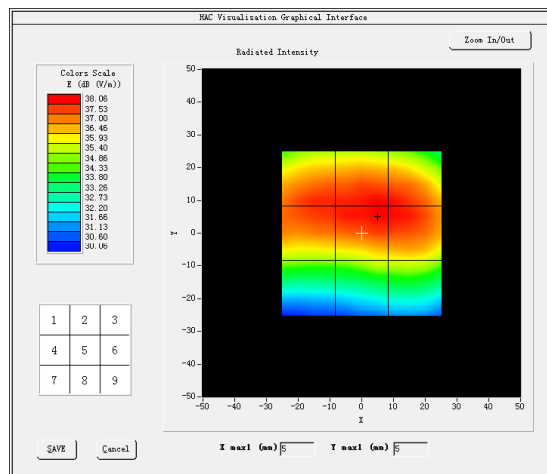 HAC Visualisation Graphical Interface
Zoom In/Out
Radiated Intensity
Colors Scale
E (dB (V/m))
38.06
37.53
37.00
36.46
35.93
35.40
34.86
34.33
33.80
33.26
32.73
32.20
31.66
31.13
30.60
30.06
50
40
30
20
10
0
-10
-20
-30
-40
-50
Y
-50 -40 -30 -20 -10 0 10 20 30 40 50
X
1 2 3
4 5 6
7 8 9
SAVE
Cancel
X max1 (mm) 5
Y max1 (mm) 5